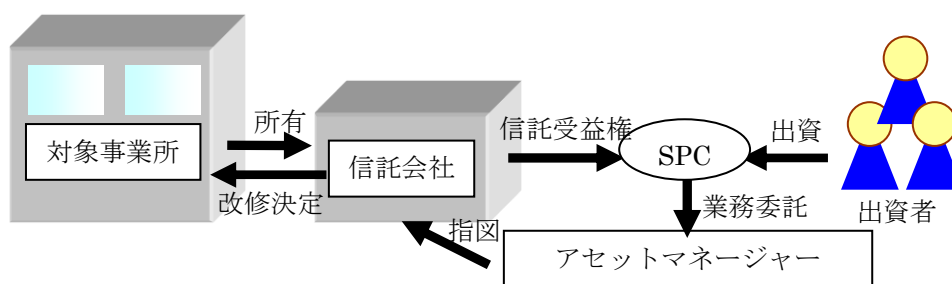 対象事業所
所有
改修決定
信託会社
信託受益権
SPC
出資
出資者
業務委託
指図
アセットマネージャー